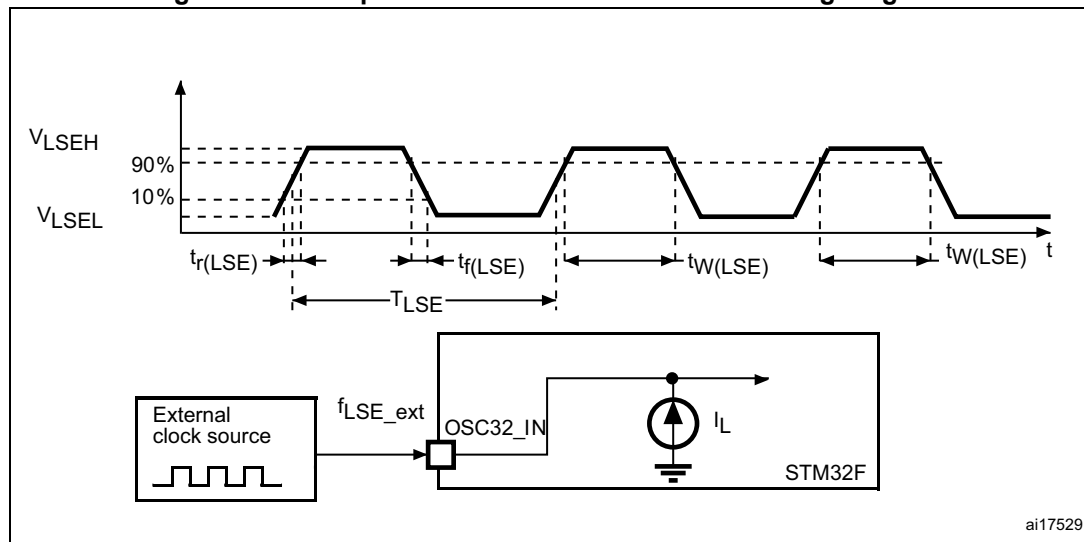 VLSEH
90%
10%
VLSEL
tr(LSE)
tf(LSE)
tW(LSE)
tW(LSE)
t
TLSE
External
clock source
fLSE_ext
OSC32_IN
IL
STM32F
ai17529